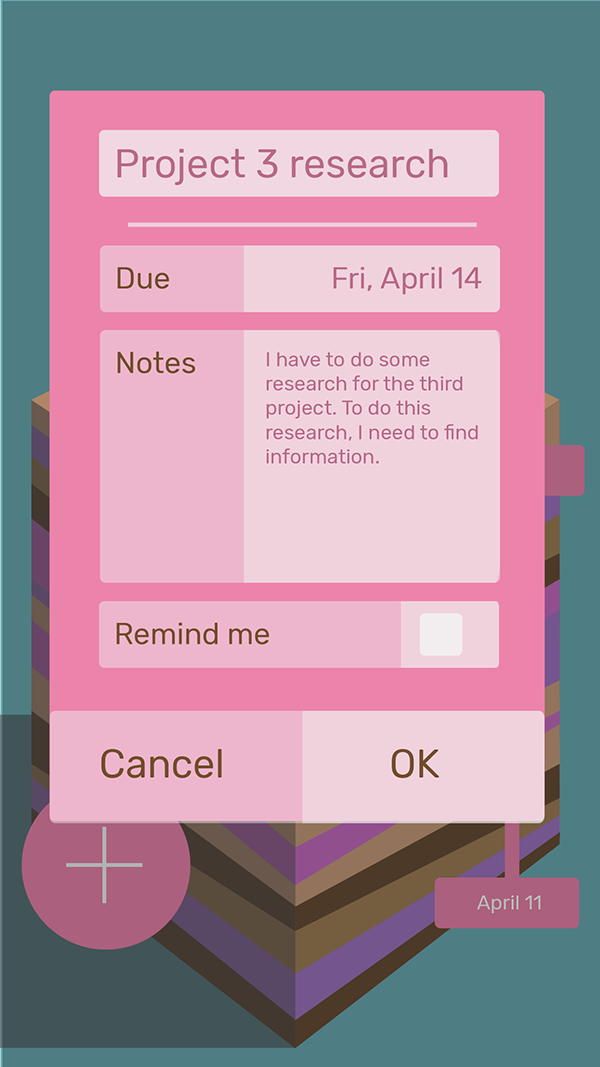 Project 3 research
Due
Fri, April 14
Notes
I have to do some
research for the third
project. To do this
research, I need to find
information.
Remind me
Cancel
OK
April 11